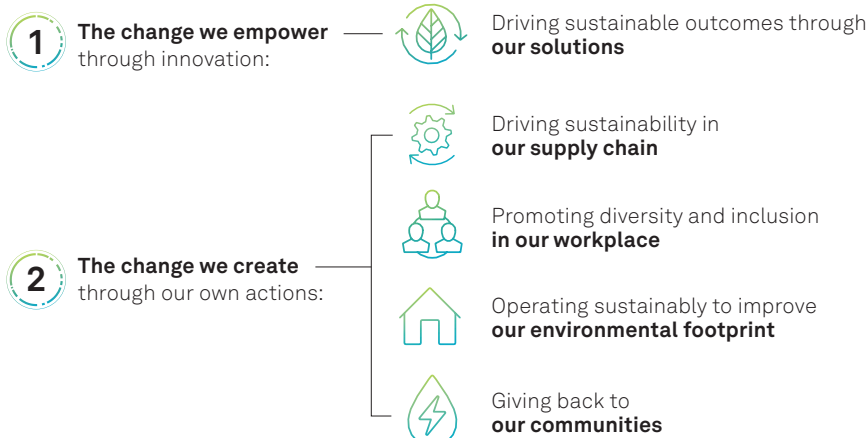 1
The change we empower
through innovation:
Driving sustainable outcomes through
our solutions
Driving sustainability in
our supply chain
Promoting diversity and inclusion
in our workplace
2
The change we create
through our own actions:
Operating sustainably to improve
our environmental footprint
Giving back to
our communities